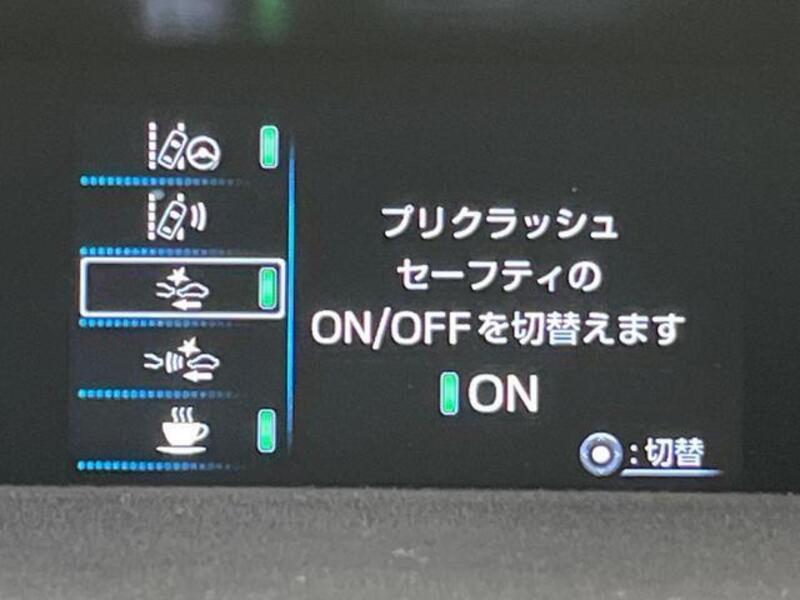 プリクラッシュ
セーフティの
ON/OFFを切替えます
ON
:切替